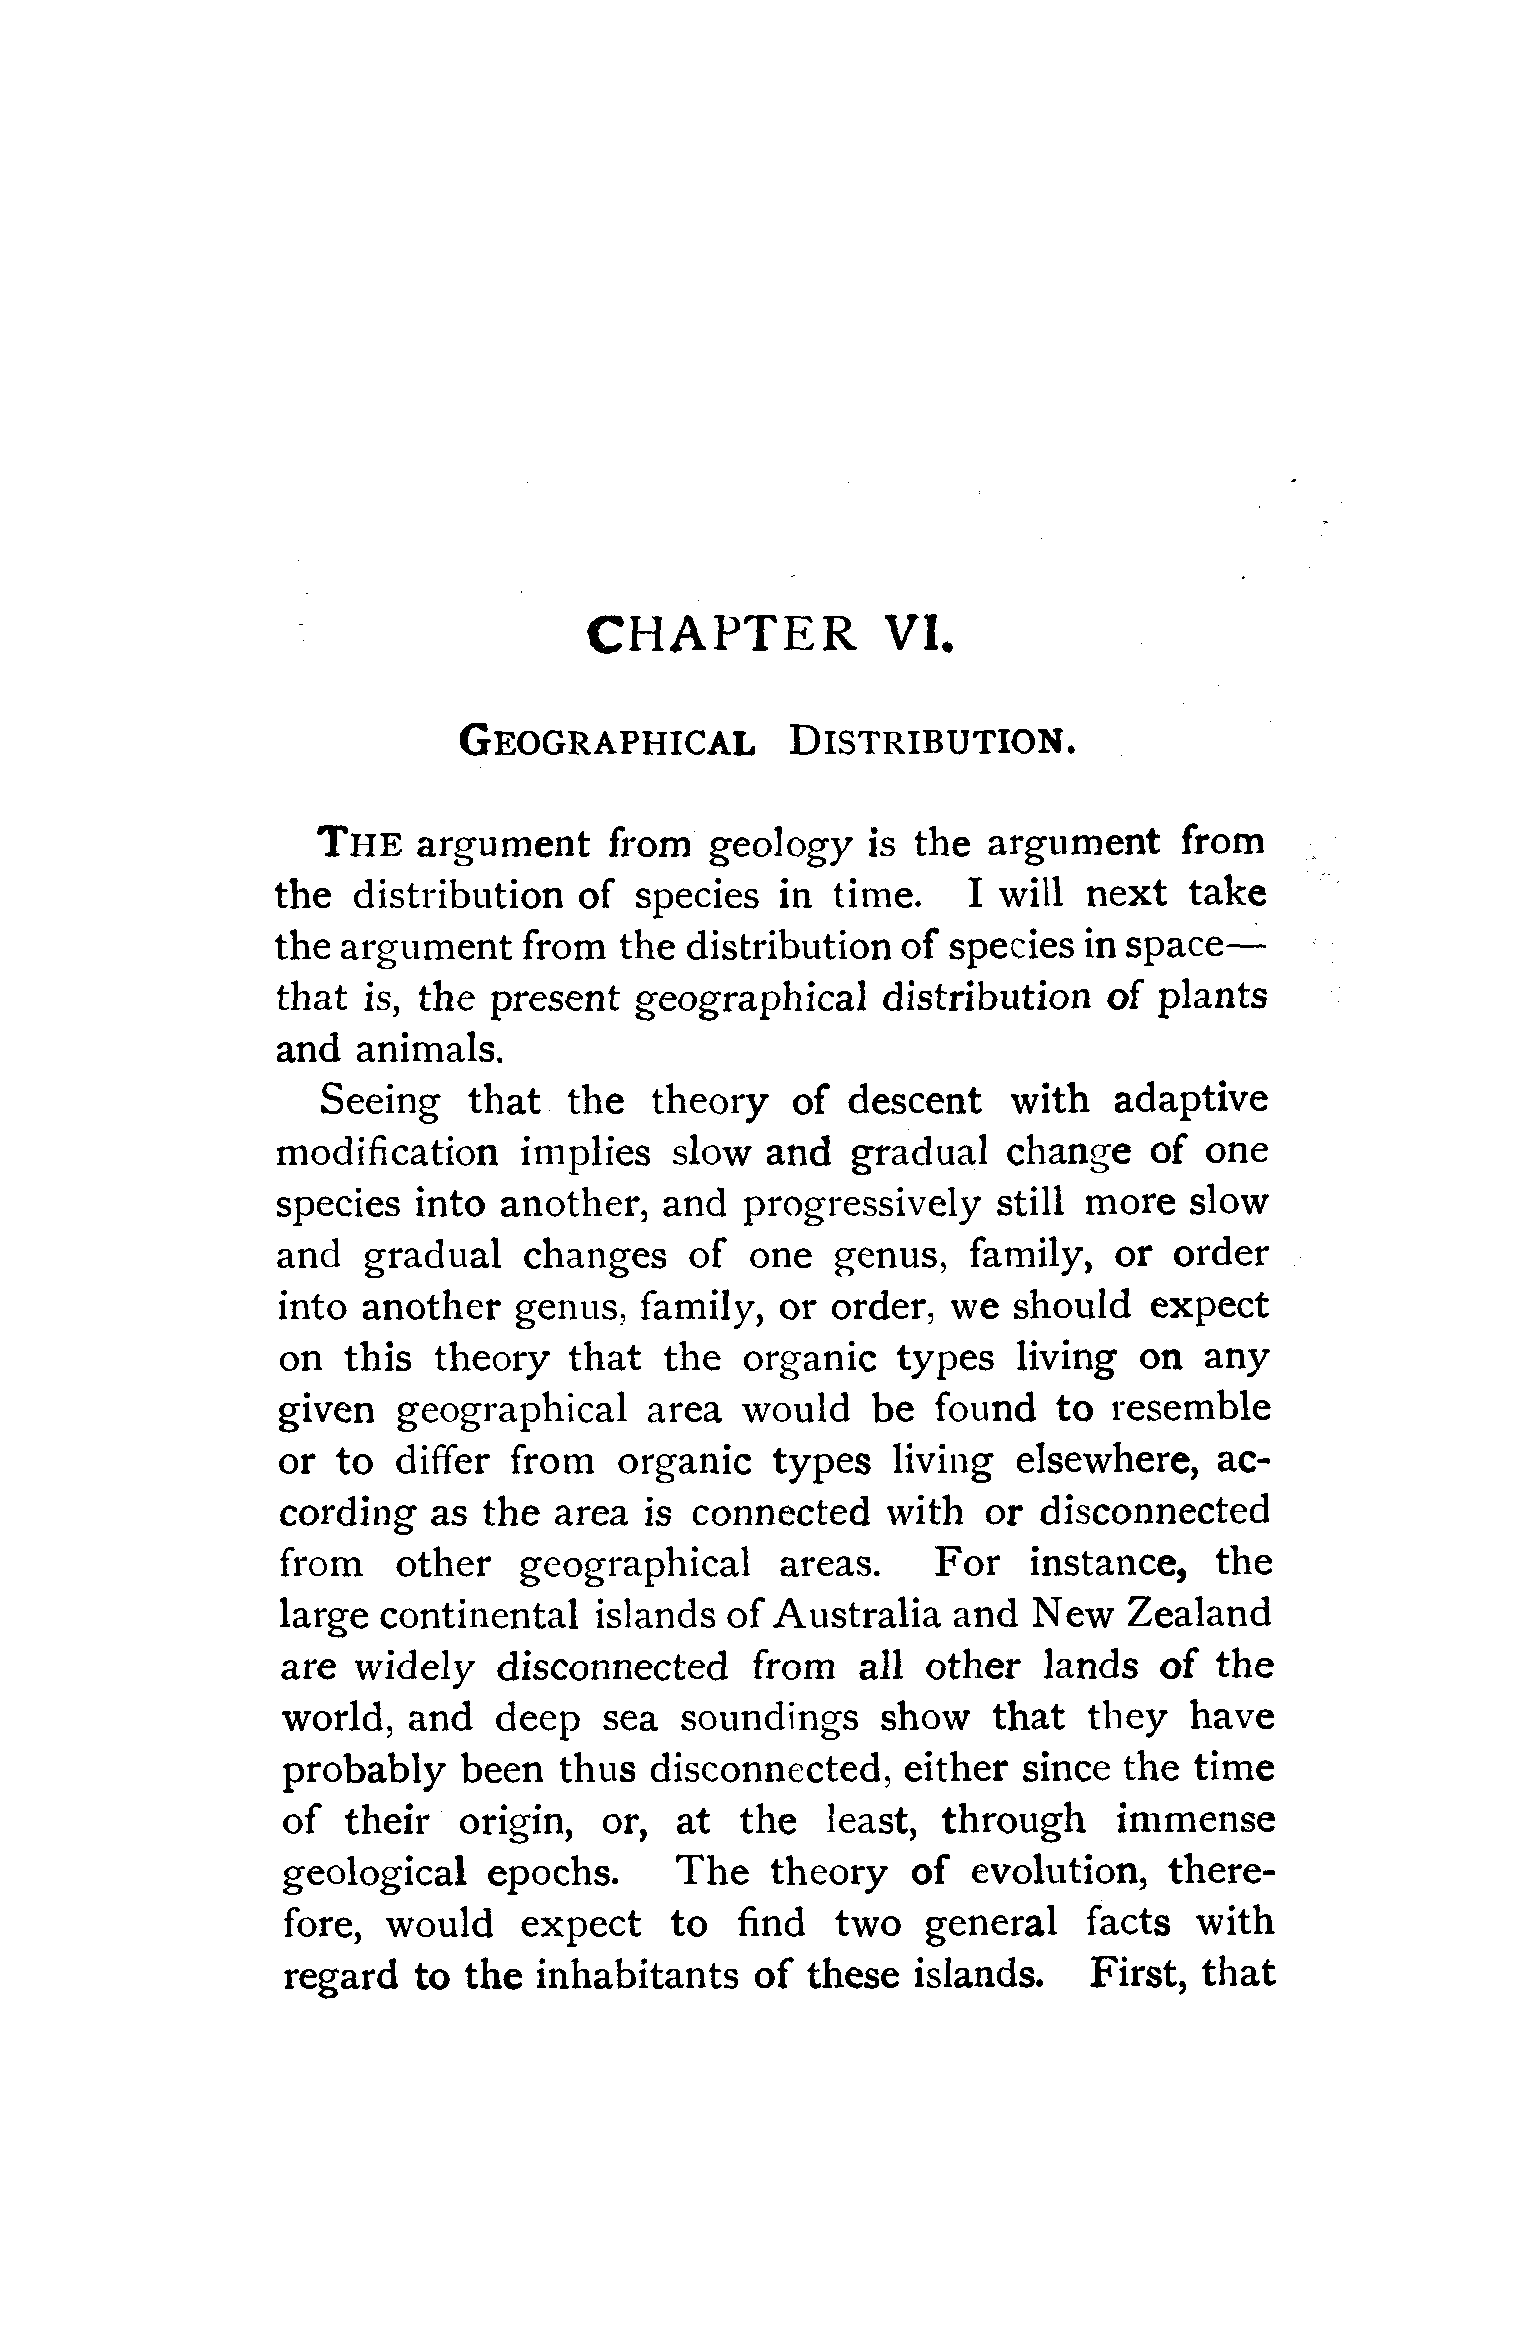 CHAPTER VI.
GEOGRAPHICAL DISTRIBUTION.
THE argument from geology is the argument from
the distribution of species in time. I will next take
the argument from the distribution of species in space—
that is, the present geographical distribution of plants
and animals.
Seeing that the theory of descent with adaptive
modification implies slow and gradual change of one
species into another, and progressively still more slow
and gradual changes of one genus, family, or order
into another genus, family, or order, we should expect
on this theory that the organic types living on any
given geographical area would be found to resemble
or to differ from organic types living elsewhere, ac-
cording as the area is connected with or disconnected
from other geographical areas. For instance, the
large continental islands of Australia and New Zealand
are widely disconnected from all other lands of the
world, and deep sea soundings show that they have
probably been thus disconnected, either since the time
of their origin, or, at the least, through immense
geological epochs. The theory of evolution, there-
fore, would expect to find two general facts with
regard to the inhabitants of these islands. First, that